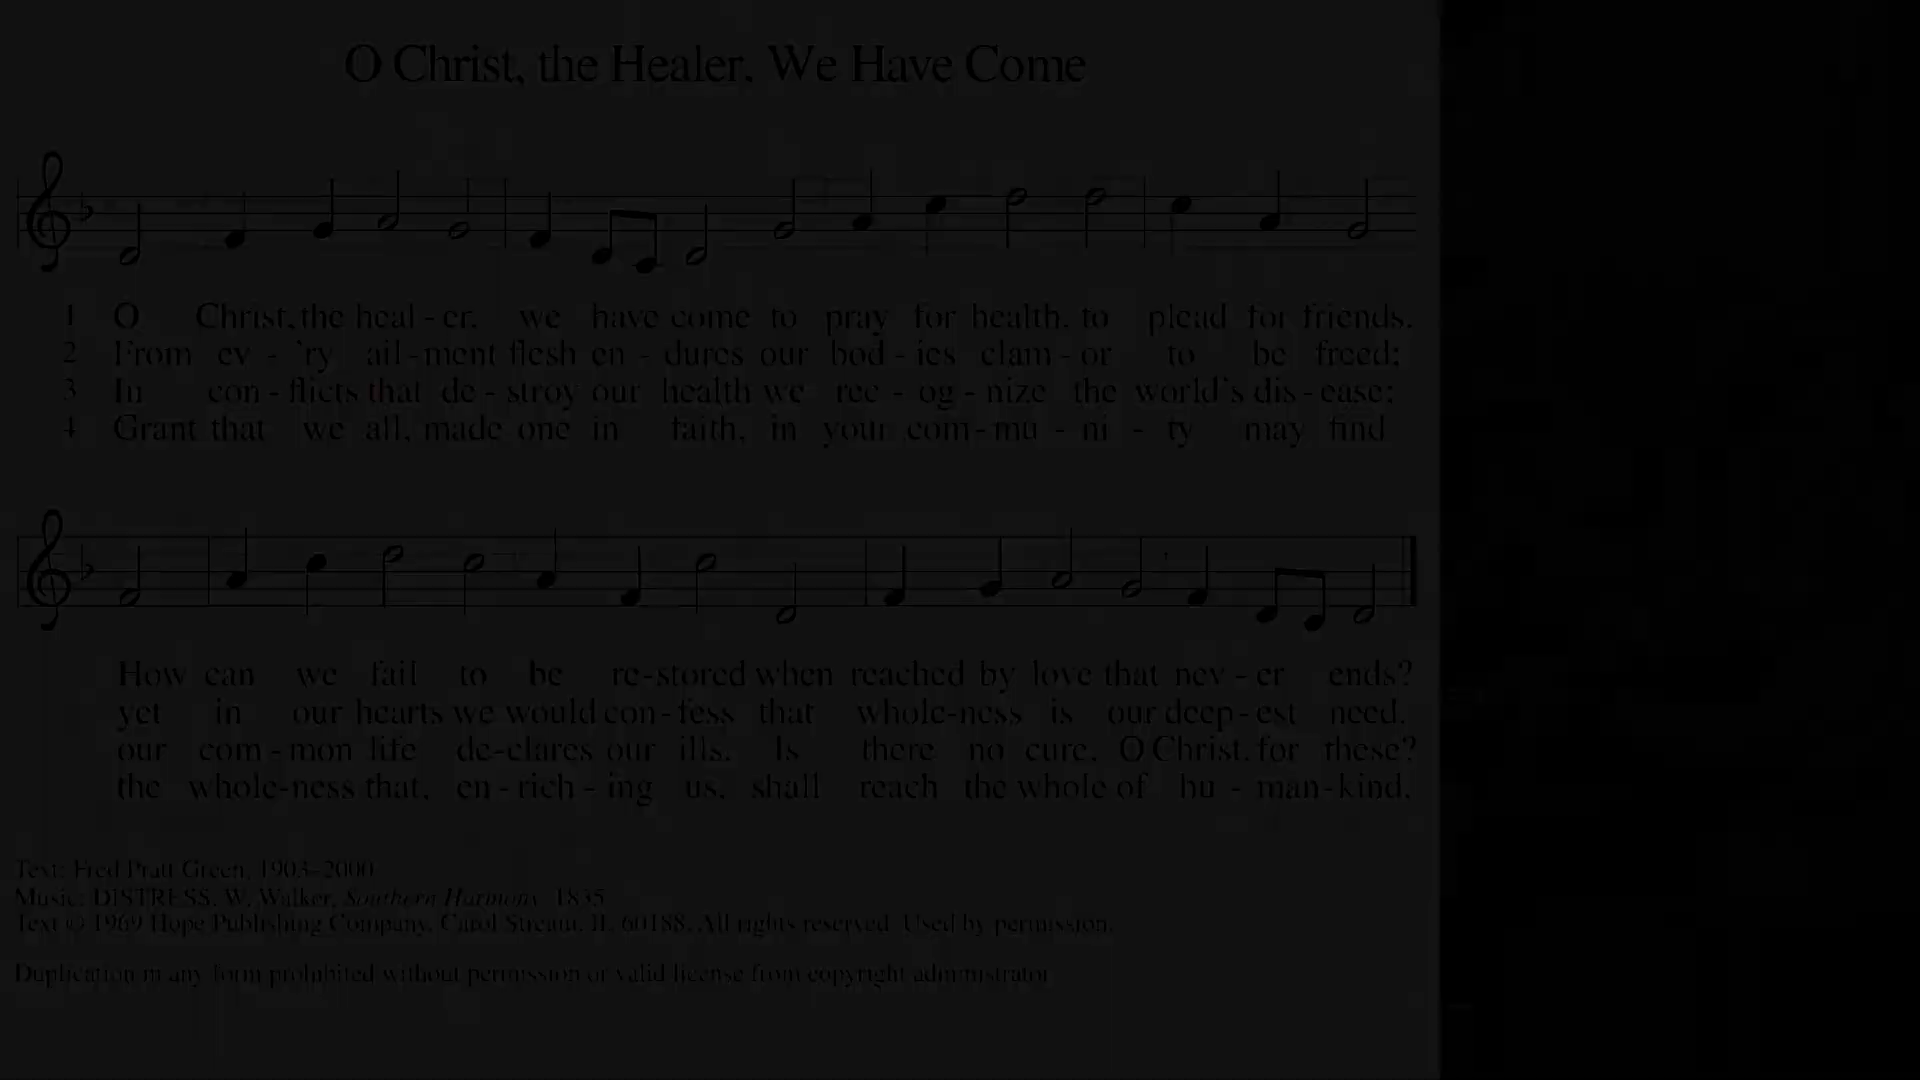 O Christ, the Healer, We Have Come
1 O Christ, the heal - er, we have come to pray for health, to plead for friends.
2 From ev - 'ry ail - ment flesh en - dures our bod - ies clam - or to be freed;
3 In con - flicts that de - stroy our health we rec - og - nize the world's dis - ease;
4 Grant that we all, made one in faith, in your com - mu - ni - ty may find
How can we fail to be re - stored when reached by love that nev - er ends?
yet in our hearts we would con - fess that whole - ness is our deep - est need.
our com - mon life de - clares our ills. Is there no cure, O Christ, for these?
the whole - ness that, en - rich - ing us, shall reach the whole of hu - man - kind.
Text: Fred Pratt Green, 1903–2000
Music: DISTRESS, W. Walker, Southern Harmony, 1835
Text © 1969 Hope Publishing Company, Carol Stream, IL 60188. All rights reserved. Used by permission.
Duplication in any form prohibited without permission or valid license from copyright administrator